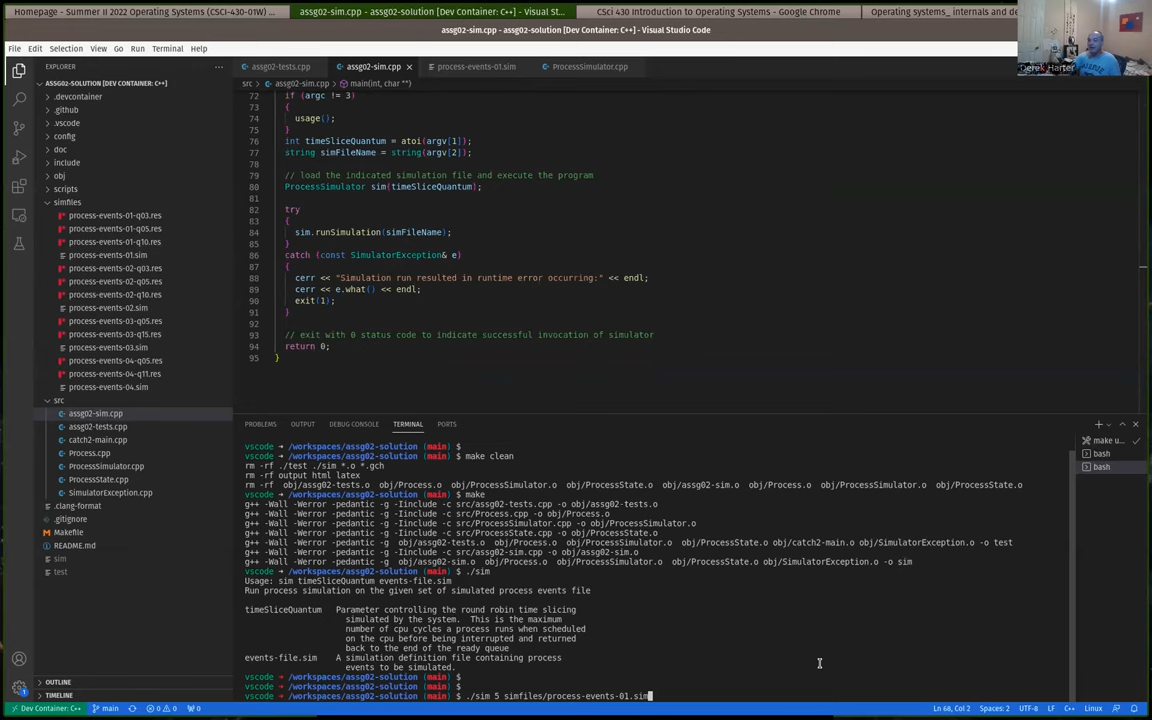 Homepage - Summer II 2022 Operating Systems (CSCI-430-01W) ...
assg02-sim.cpp - assg02-solution [Dev Container: C++] - Visual St...
CSci 430 Introduction to Operating Systems - Google Chrome
Operating systems_ internals and de
assg02-sim.cpp - assg02-solution [Dev Container: C++] - Visual Studio Code
File Edit Selection View Go Run Terminal Help
Derek Harter
EXPLORER ...
assg02-tests.cpp
assg02-sim.cpp ×
process-events-01.sim
ProcessSimulator.cpp
ASSG02-SOLUTION [DEV CONTAINER: C++]
src > assg02-sim.cpp > main(int, char **)
.devcontainer
.github
.vscode
config
doc
include
obj
scripts
simfiles
process-events-01-q03.res
process-events-01-q05.res
process-events-01-q10.res
process-events-01.sim
process-events-02-q03.res
process-events-02-q05.res
process-events-02-q10.res
process-events-02.sim
process-events-03-q05.res
process-events-03-q15.res
process-events-03.sim
process-events-04-q05.res
process-events-04-q11.res
process-events-04.sim
src
assg02-sim.cpp
assg02-tests.cpp
catch2-main.cpp
Process.cpp
ProcessSimulator.cpp
ProcessState.cpp
SimulatorException.cpp
.clang-format
.gitignore
Makefile
README.md
sim
test
OUTLINE
TIMELINE
72 if (argc != 3)
73 {
74 usage();
75 }
76 int timeSliceQuantum = atoi(argv[1]);
77 string simFileName = string(argv[2]);
78
79 // load the indicated simulation file and execute the program
80 ProcessSimulator sim(timeSliceQuantum);
81
82 try
83 {
84 sim.runSimulation(simFileName);
85 }
86 catch (const SimulatorException& e)
87 {
88 cerr << "Simulation run resulted in runtime error occurring:" << endl;
89 cerr << e.what() << endl;
90 exit(1);
91 }
92
93 // exit with 0 status code to indicate successful invocation of simulator
94 return 0;
95 }
PROBLEMS OUTPUT DEBUG CONSOLE TERMINAL PORTS
make u...
bash
bash
vscode ➜ /workspaces/assg02-solution (main) $
vscode ➜ /workspaces/assg02-solution (main) $ make clean
rm -rf ./test ./sim *.o *.gch
rm -rf output html latex
rm -rf obj/assg02-tests.o obj/Process.o obj/ProcessSimulator.o obj/ProcessState.o obj/assg02-sim.o obj/Process.o obj/ProcessSimulator.o obj/ProcessState.o
vscode ➜ /workspaces/assg02-solution (main) $ make
g++ -Wall -Werror -pedantic -g -Iinclude -c src/assg02-tests.cpp -o obj/assg02-tests.o
g++ -Wall -Werror -pedantic -g -Iinclude -c src/Process.cpp -o obj/Process.o
g++ -Wall -Werror -pedantic -g -Iinclude -c src/ProcessSimulator.cpp -o obj/ProcessSimulator.o
g++ -Wall -Werror -pedantic -g -Iinclude -c src/ProcessState.cpp -o obj/ProcessState.o
g++ -Wall -Werror -pedantic -g obj/assg02-tests.o obj/Process.o obj/ProcessSimulator.o obj/ProcessState.o obj/catch2-main.o obj/SimulatorException.o -o test
g++ -Wall -Werror -pedantic -g -Iinclude -c src/assg02-sim.cpp -o obj/assg02-sim.o
g++ -Wall -Werror -pedantic -g obj/assg02-sim.o obj/Process.o obj/ProcessSimulator.o obj/ProcessState.o obj/SimulatorException.o -o sim
vscode ➜ /workspaces/assg02-solution (main) $ ./sim
Usage: sim timeSliceQuantum events-file.sim
Run process simulation on the given set of simulated process events file
timeSliceQuantum Parameter controlling the round robin time slicing
simulated by the system. This is the maximum
number of cpu cycles a process runs when scheduled
on the cpu before being interrupted and returned
back to the end of the ready queue
events-file.sim A simulation definition file containing process
events to be simulated.
vscode ➜ /workspaces/assg02-solution (main) $
vscode ➜ /workspaces/assg02-solution (main) $
vscode ➜ /workspaces/assg02-solution (main) $ ./sim 5 simfiles/process-events-01.sim
Dev Container: C++ main 0 0 0
Ln 68, Col 2 Spaces: 2 UTF-8 LF C++ Linux